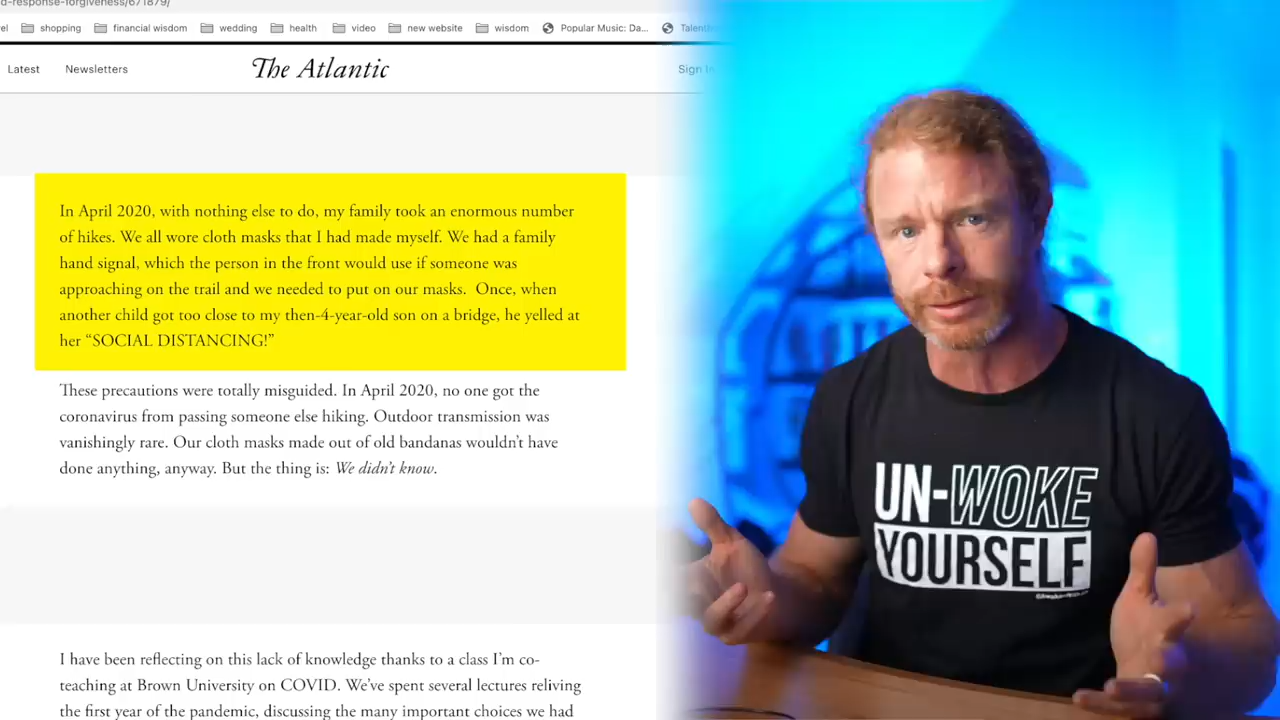 d-response-forgiveness/671879/
shopping financial wisdom wedding health video new website wisdom Popular Music: Da...
Latest Newsletters The Atlantic Sign In
In April 2020, with nothing else to do, my family took an enormous number
of hikes. We all wore cloth masks that I had made myself. We had a family
hand signal, which the person in the front would use if someone was
approaching on the trail and we needed to put on our masks. Once, when
another child got too close to my then-4-year-old son on a bridge, he yelled at
her “SOCIAL DISTANCING!”
These precautions were totally misguided. In April 2020, no one got the
coronavirus from passing someone else hiking. Outdoor transmission was
vanishingly rare. Our cloth masks made out of old bandanas wouldn’t have
done anything, anyway. But the thing is: We didn’t know.
I have been reflecting on this lack of knowledge thanks to a class I’m co-
teaching at Brown University on COVID. We’ve spent several lectures reliving
the first year of the pandemic, discussing the many important choices we had
UN-WOKE
YOURSELF